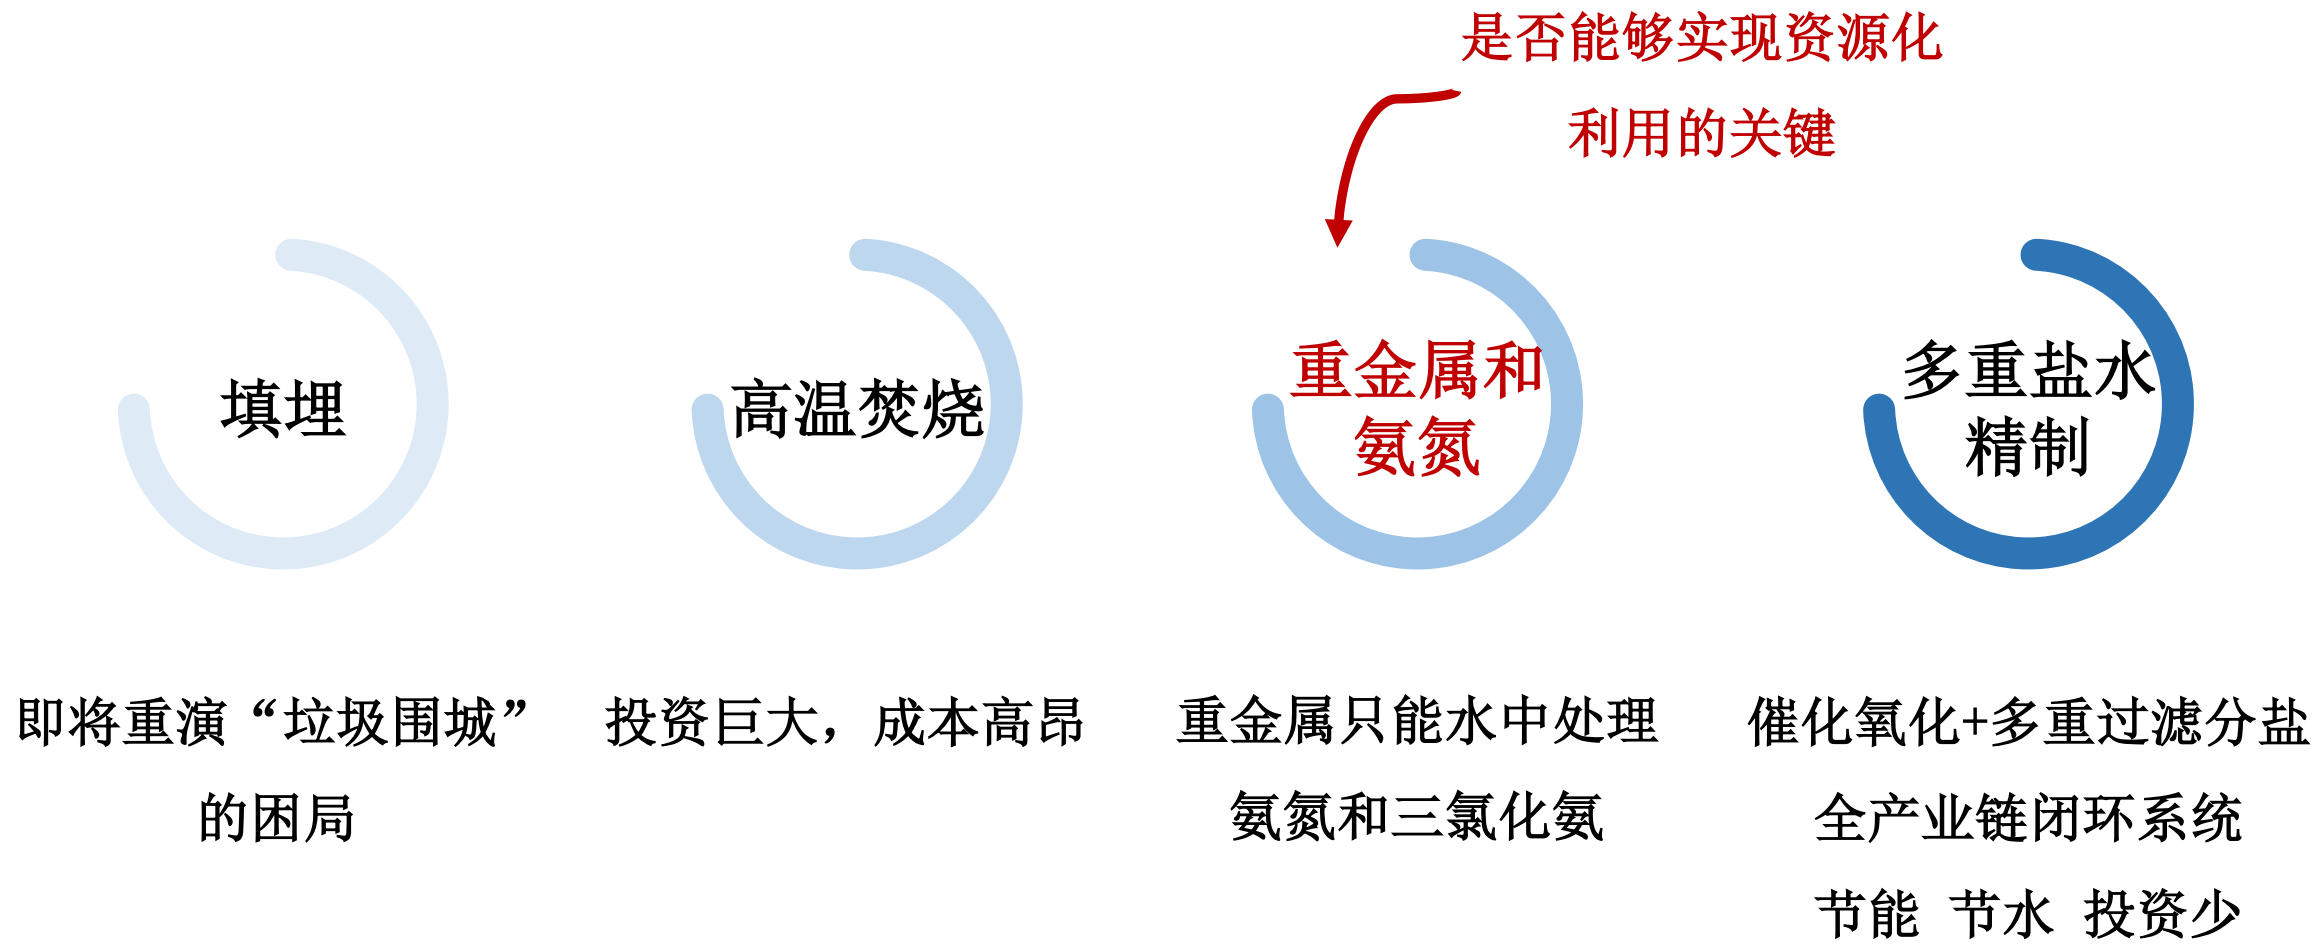 是否能够实现资源化
利用的关键
填埋
高温焚烧
重金属和
氨氮
多重盐水
精制
即将重演“垃圾围城”
的困局
投资巨大，成本高昂
重金属只能水中处理
氨氮和三氯化氨
催化氧化+多重过滤分盐
全产业链闭环系统
节能 节水 投资少